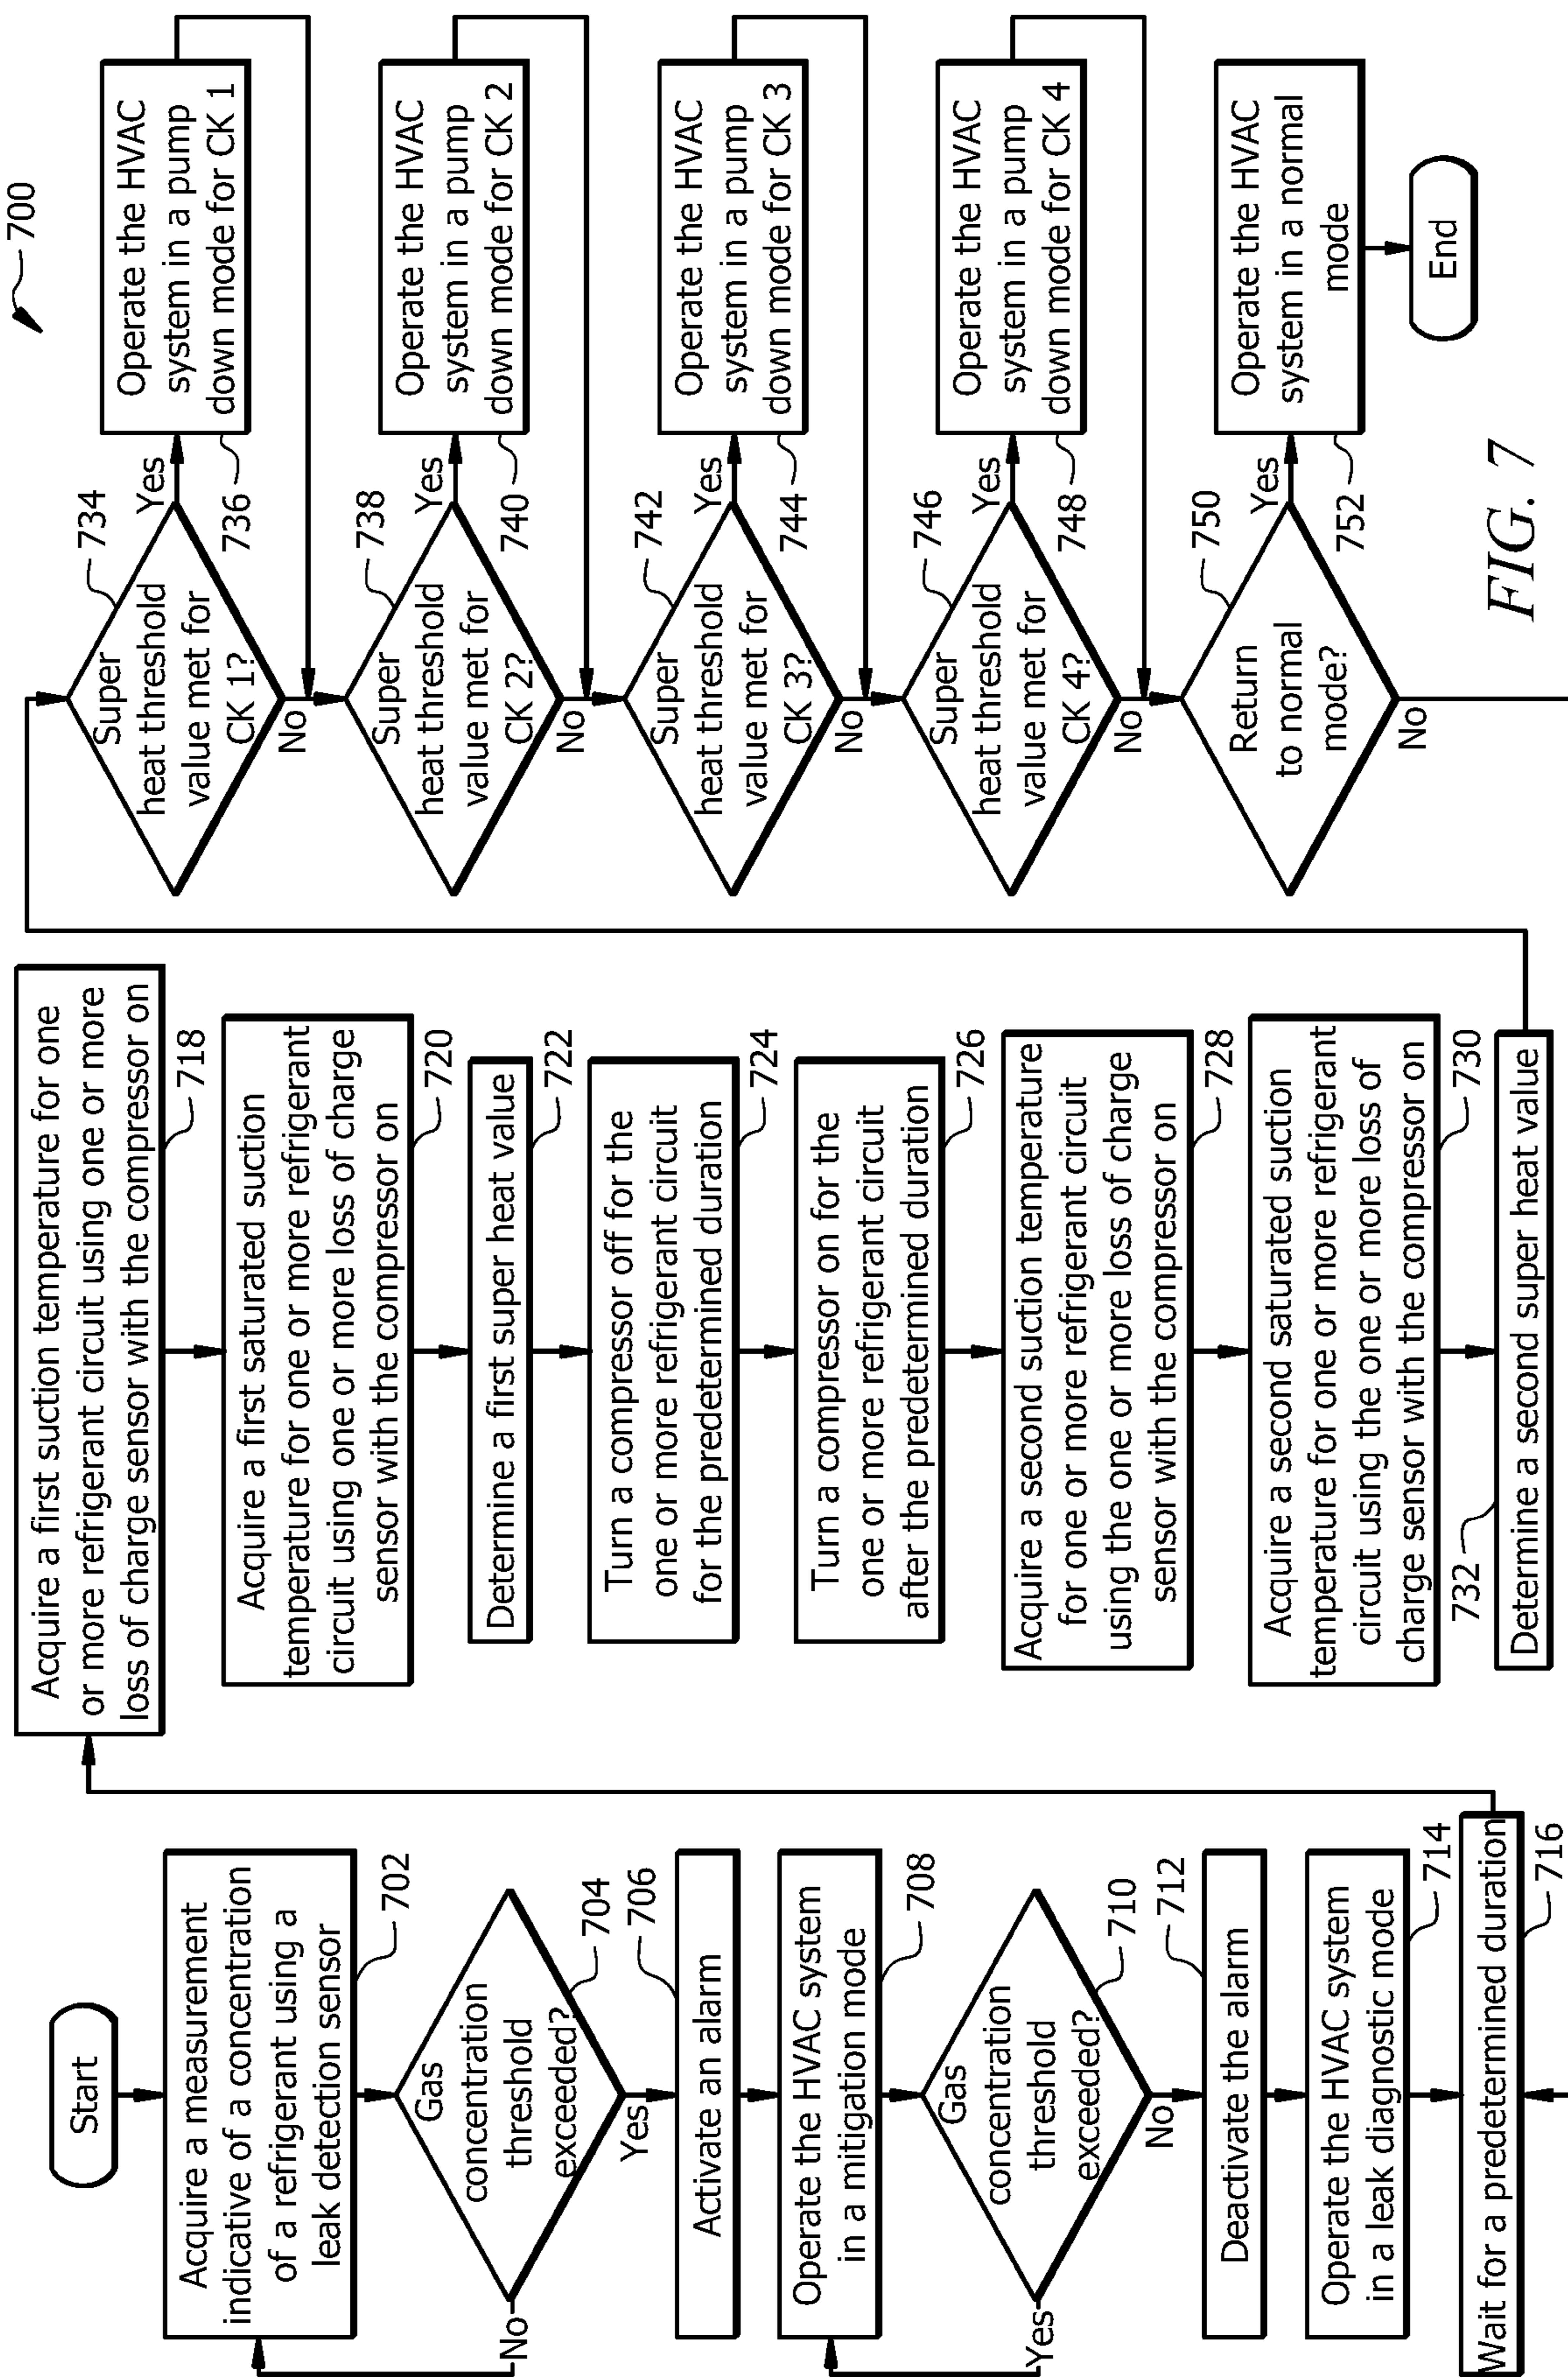 700
Start
Acquire a measurement
indicative of a concentration
of a refrigerant using a
leak detection sensor
702
Gas
concentration
threshold
exceeded?
704
No
Yes
706
Activate an alarm
Operate the HVAC system
in a mitigation mode
708
Gas
concentration
threshold
exceeded?
710
Yes
No
712
Deactivate the alarm
Operate the HVAC system
in a leak diagnostic mode
714
Wait for a predetermined duration
716
Acquire a first suction temperature for one
or more refrigerant circuit using one or more
loss of charge sensor with the compressor on
718
Acquire a first saturated suction
temperature for one or more refrigerant
circuit using one or more loss of charge
sensor with the compressor on
720
Determine a first super heat value
722
Turn a compressor off for the
one or more refrigerant circuit
for the predetermined duration
724
Turn a compressor on for the
one or more refrigerant circuit
after the predetermined duration
726
Acquire a second suction temperature
for one or more refrigerant circuit
using the one or more loss of charge
sensor with the compressor on
728
Acquire a second saturated suction
temperature for one or more refrigerant
circuit using the one or more loss of
charge sensor with the compressor on
730
732
Determine a second super heat value
Super
heat threshold
value met for
CK 1?
734
Yes
No
Operate the HVAC
system in a pump
down mode for CK 1
736
Super
heat threshold
value met for
CK 2?
738
Yes
No
Operate the HVAC
system in a pump
down mode for CK 2
740
Super
heat threshold
value met for
CK 3?
742
Yes
No
Operate the HVAC
system in a pump
down mode for CK 3
744
Super
heat threshold
value met for
CK 4?
746
Yes
No
Operate the HVAC
system in a pump
down mode for CK 4
748
Return
to normal
mode?
750
Yes
No
Operate the HVAC
system in a normal
mode
752
End
FIG. 7